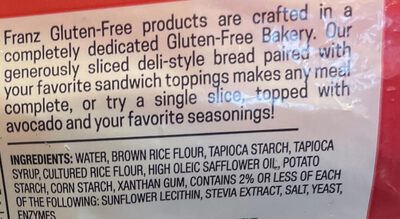 Franz Gluten-Free products are crafted in a
completely dedicated Gluten-Free Bakery. Our
generously sliced deli-style bread paired with
your favorite sandwich toppings makes any meal
complete, or try a single slice, topped with
avocado and your favorite seasonings!
INGREDIENTS: WATER, BROWN RICE FLOUR, TAPIOCA STARCH, TAPIOCA
SYRUP, CULTURED RICE FLOUR, HIGH OLEIC SAFFLOWER OIL, POTATO
STARCH, CORN STARCH, XANTHAN GUM, CONTAINS 2% OR LESS OF EACH
OF THE FOLLOWING: SUNFLOWER LECITHIN, STEVIA EXTRACT, SALT, YEAST,
ENZYMES